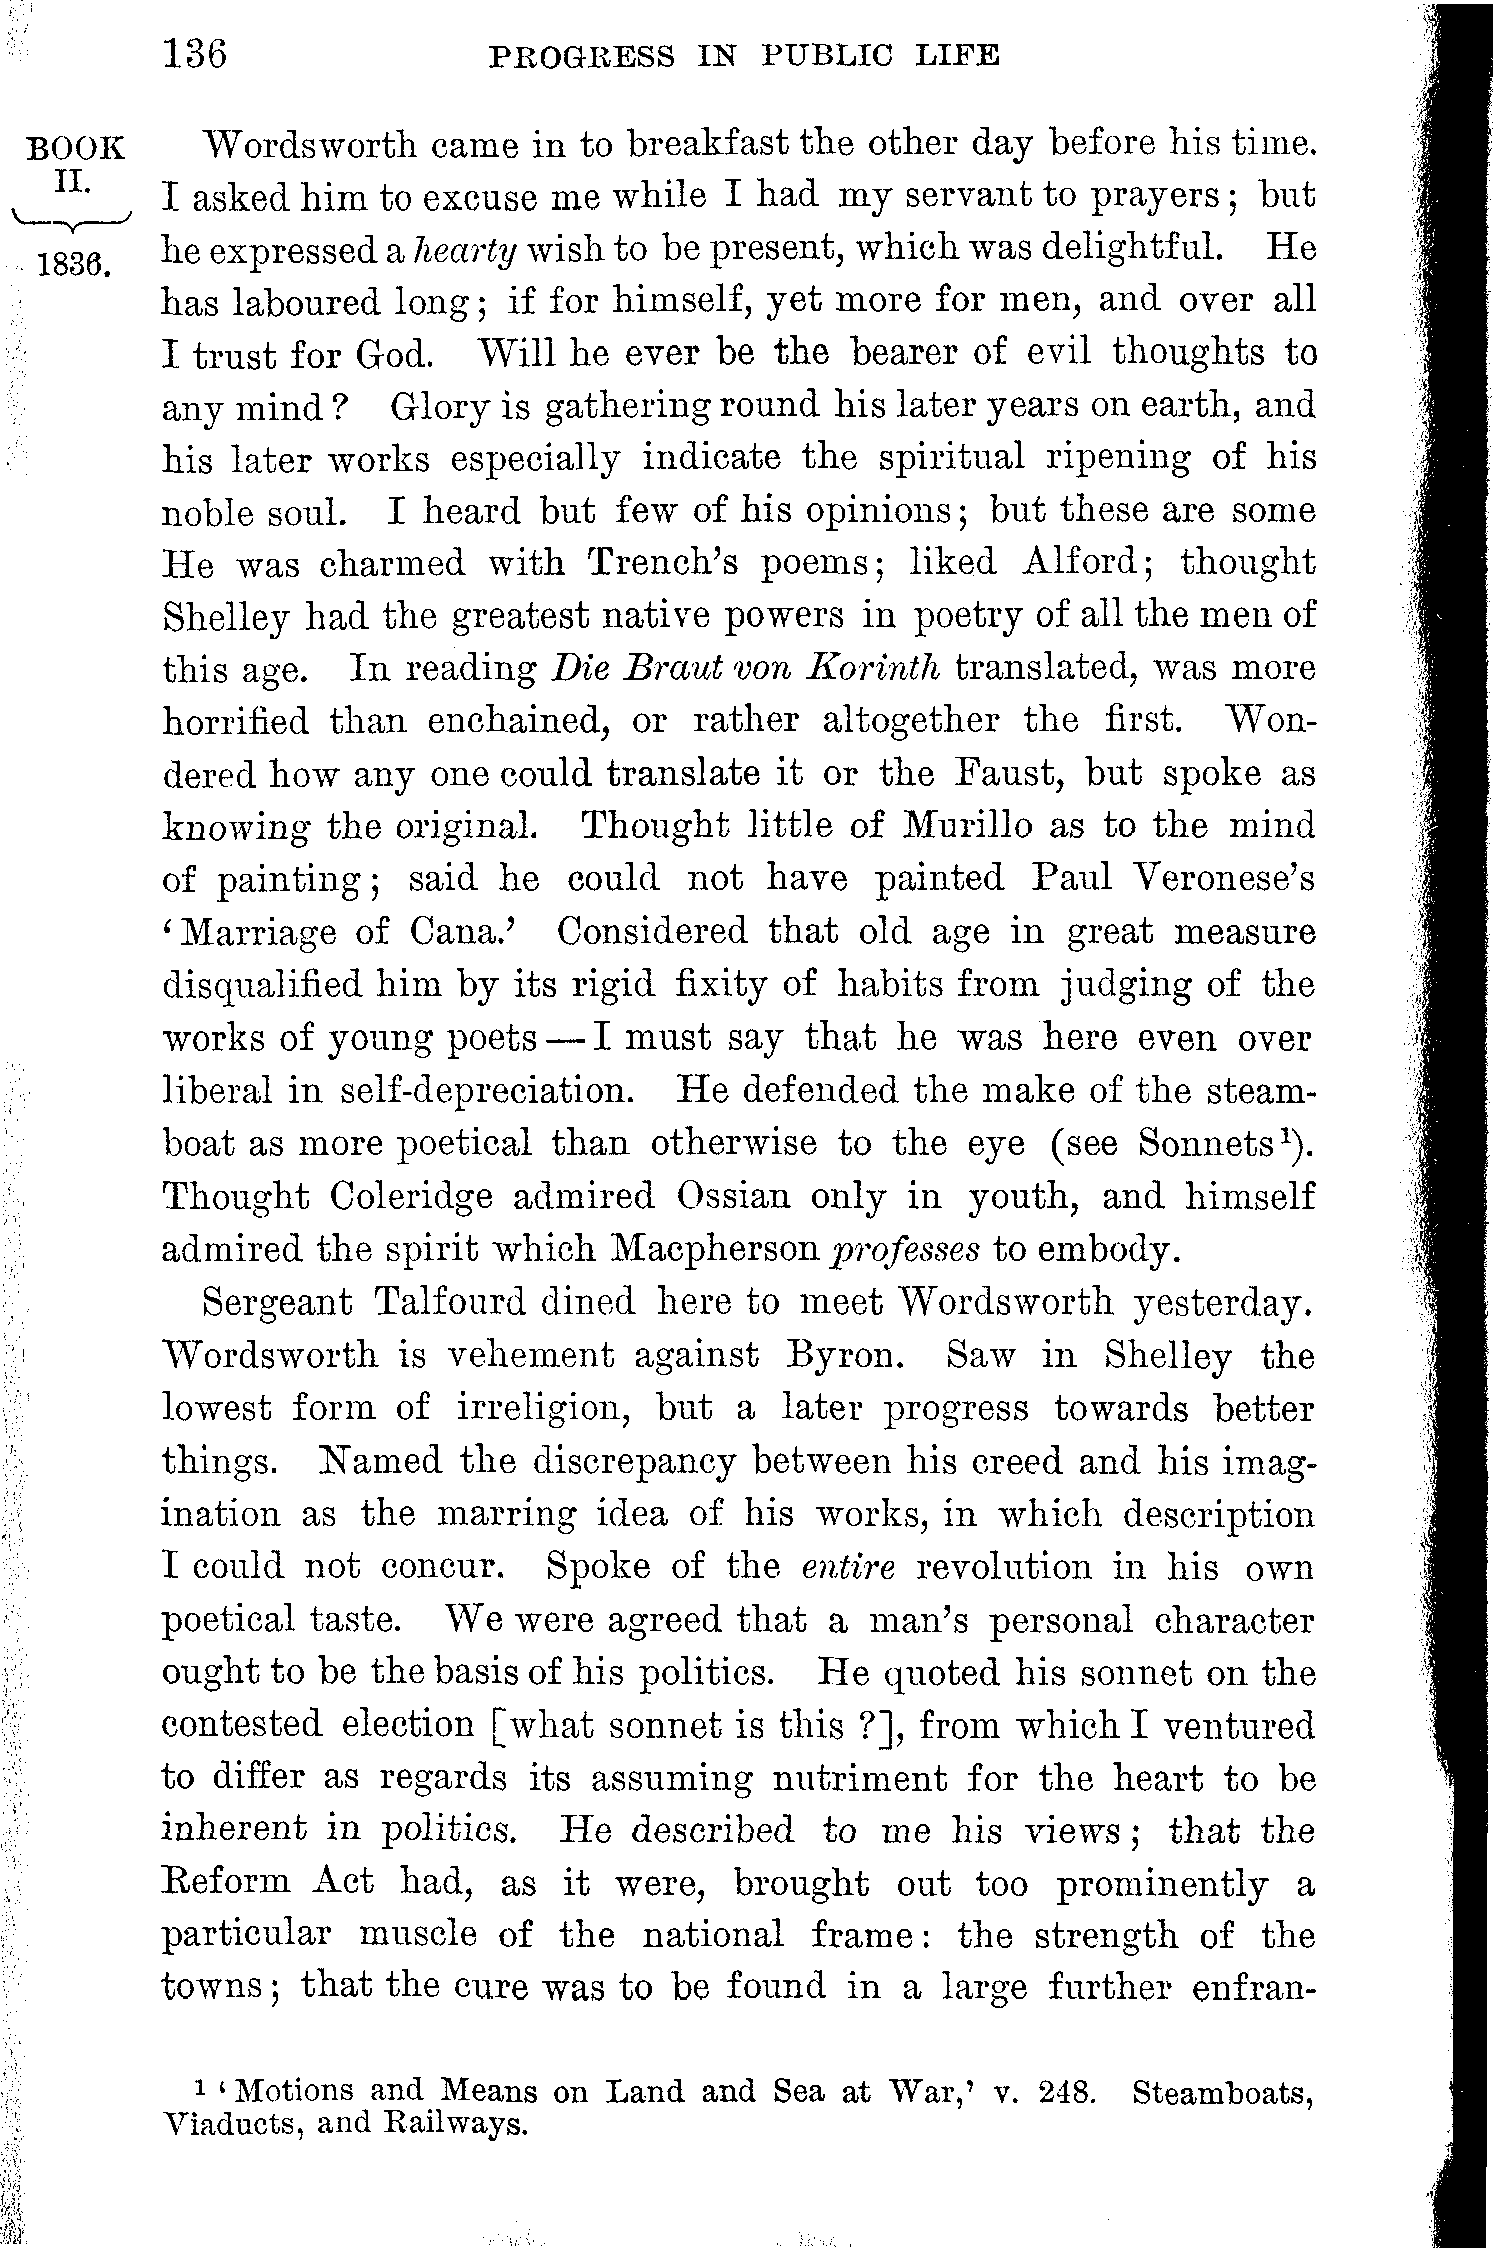 136 PROGRESS IN PUBLIC LIFE
BOOK
II.
1836.
Wordsworth came in to breakfast the other day before his time.
I asked him to excuse me while I had my servant to prayers; but
he expressed a hearty wish to be present, which was delightful. He
has laboured long; if for himself, yet more for men, and over all
I trust for God. Will he ever be the bearer of evil thoughts to
any mind? Glory is gathering round his later years on earth, and
his later works especially indicate the spiritual ripening of his
noble soul. I heard but few of his opinions; but these are some
He was charmed with Trench's poems; liked Alford; thought
Shelley had the greatest native powers in poetry of all the men of
this age. In reading Die Braut von Korinth translated, was more
horrified than enchained, or rather altogether the first. Won-
dered how any one could translate it or the Faust, but spoke as
knowing the original. Thought little of Murillo as to the mind
of painting; said he could not have painted Paul Veronese's
'Marriage of Cana.' Considered that old age in great measure
disqualified him by its rigid fixity of habits from judging of the
works of young poets—I must say that he was here even over
liberal in self-depreciation. He defended the make of the steam-
boat as more poetical than otherwise to the eye (see Sonnets¹).
Thought Coleridge admired Ossian only in youth, and himself
admired the spirit which Macpherson professes to embody.
Sergeant Talfourd dined here to meet Wordsworth yesterday.
Wordsworth is vehement against Byron. Saw in Shelley the
lowest form of irreligion, but a later progress towards better
things. Named the discrepancy between his creed and his imag-
ination as the marring idea of his works, in which description
I could not concur. Spoke of the entire revolution in his own
poetical taste. We were agreed that a man's personal character
ought to be the basis of his politics. He quoted his sonnet on the
contested election [what sonnet is this?], from which I ventured
to differ as regards its assuming nutriment for the heart to be
inherent in politics. He described to me his views; that the
Reform Act had, as it were, brought out too prominently a
particular muscle of the national frame: the strength of the
towns; that the cure was to be found in a large further enfran-
¹ 'Motions and Means on Land and Sea at War,' v. 248. Steamboats,
Viaducts, and Railways.